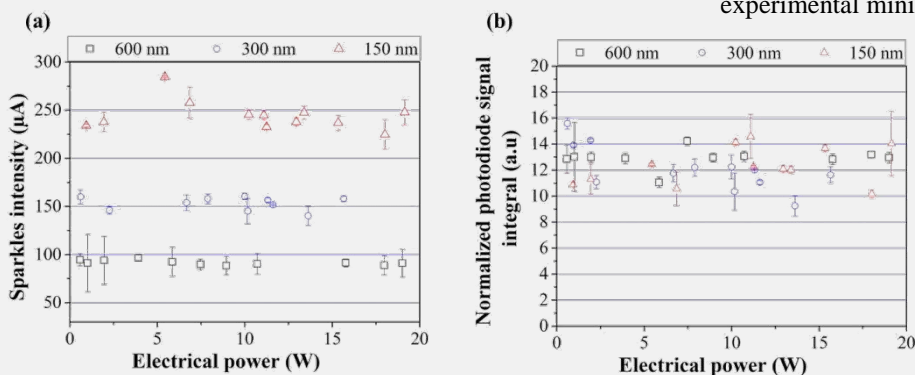 experimental mini
(a)
600 nm 300 nm 150 nm
300
250
200
150
100
50
0 5 10 15 20
Sparkles intensity (µA)
Electrical power (W)
(b)
600 nm 300 nm 150 nm
20
18
16
14
12
10
8
6
4
2
0
0 5 10 15 20
Normalized photodiode signal
integral (a.u)
Electrical power (W)